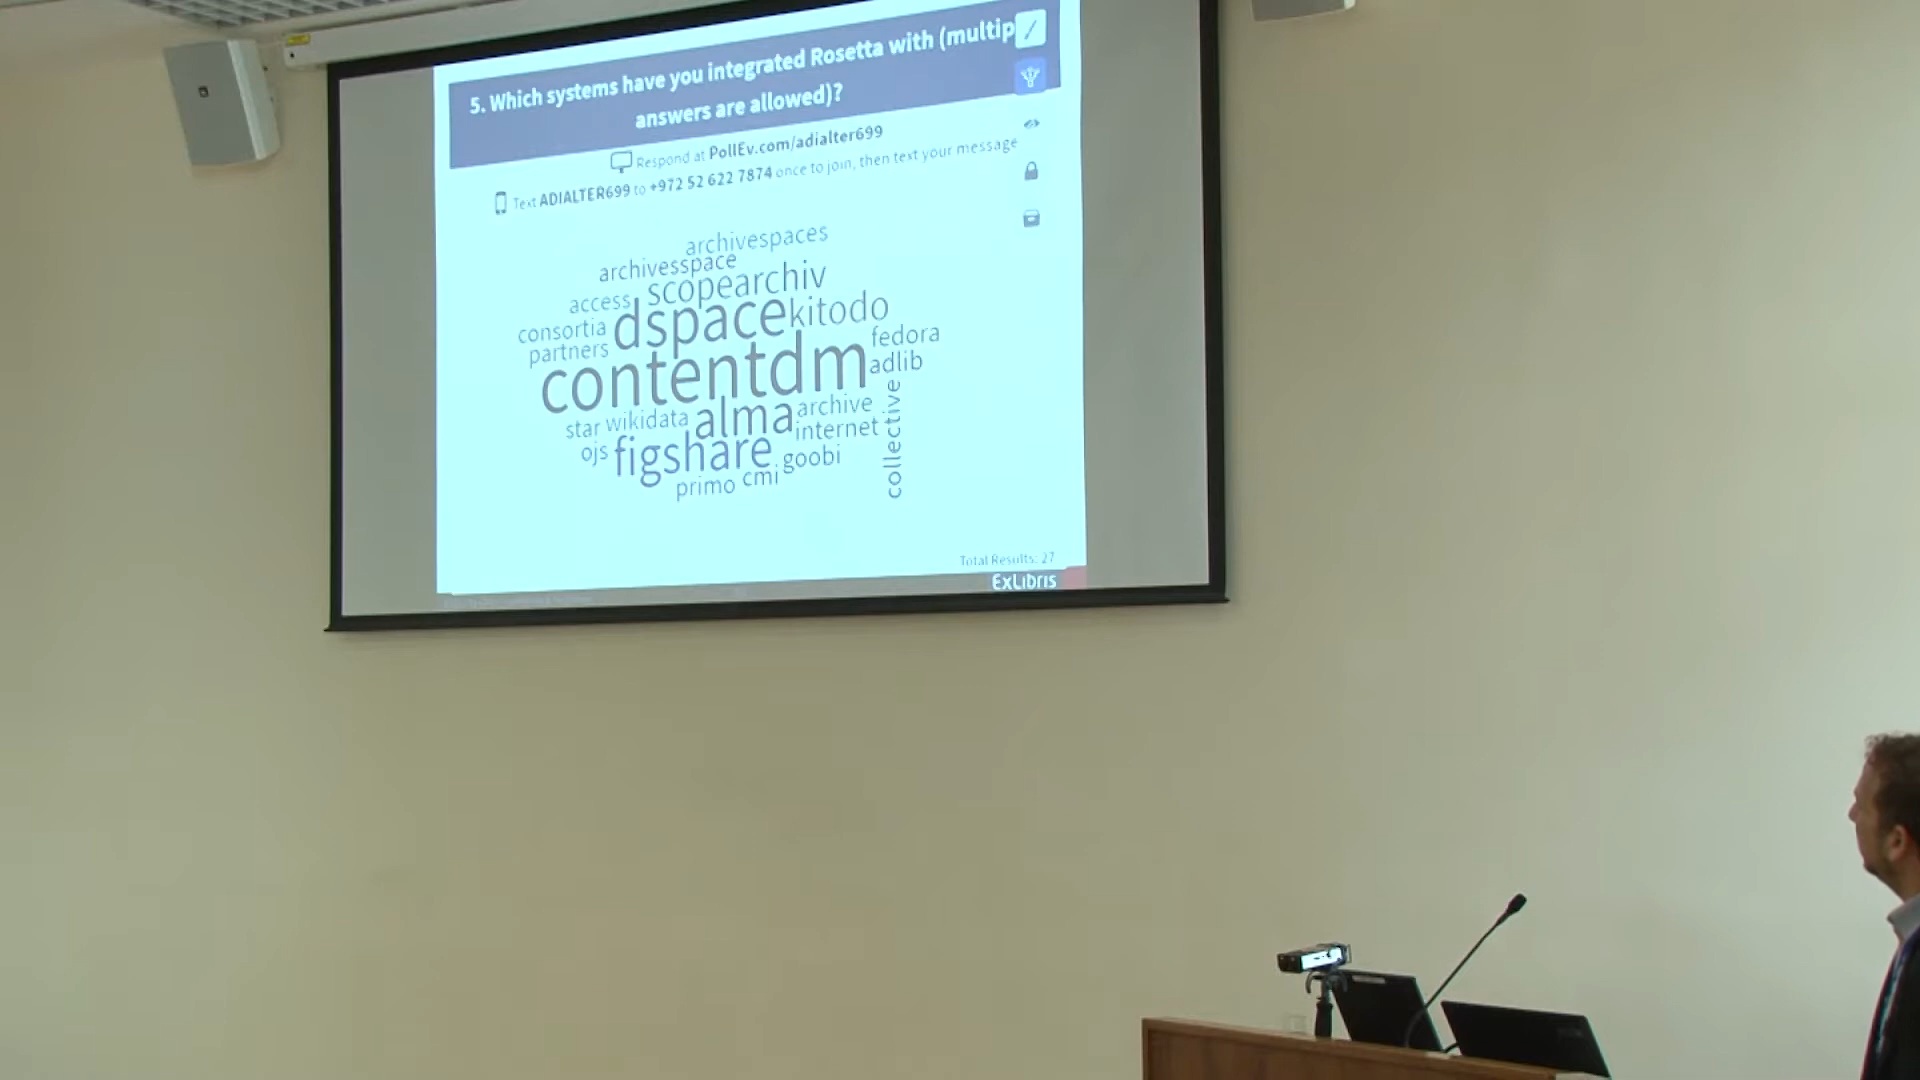 5. Which systems have you integrated Rosetta with (multip
answers are allowed)?
Respond at PollEv.com/adialter699
Text ADIALTER699 to +972 52 622 7874 once to join, then text your message
archivespaces
archivesspace
access scopearchiv
consortia dspace kitodo
partners fedora
contentdm adlib
star wikidata alma archive
ojs figshare internet
goobi collective
primo cmi
Total Results: 27
ExLibris